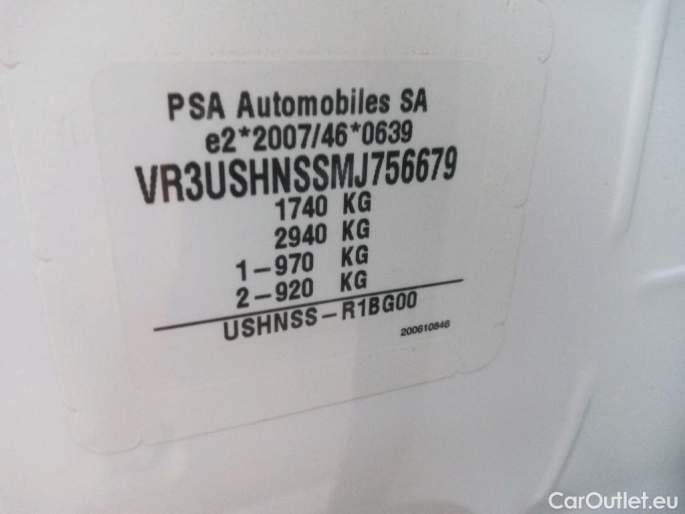 PSA Automobiles SA
e2*2007/46*0639
VR3USHNSSMJ756679
1740 KG
2940 KG
1-970 KG
2-920 KG
USHNSS-R1BG00
200610846
CarOutlet.eu